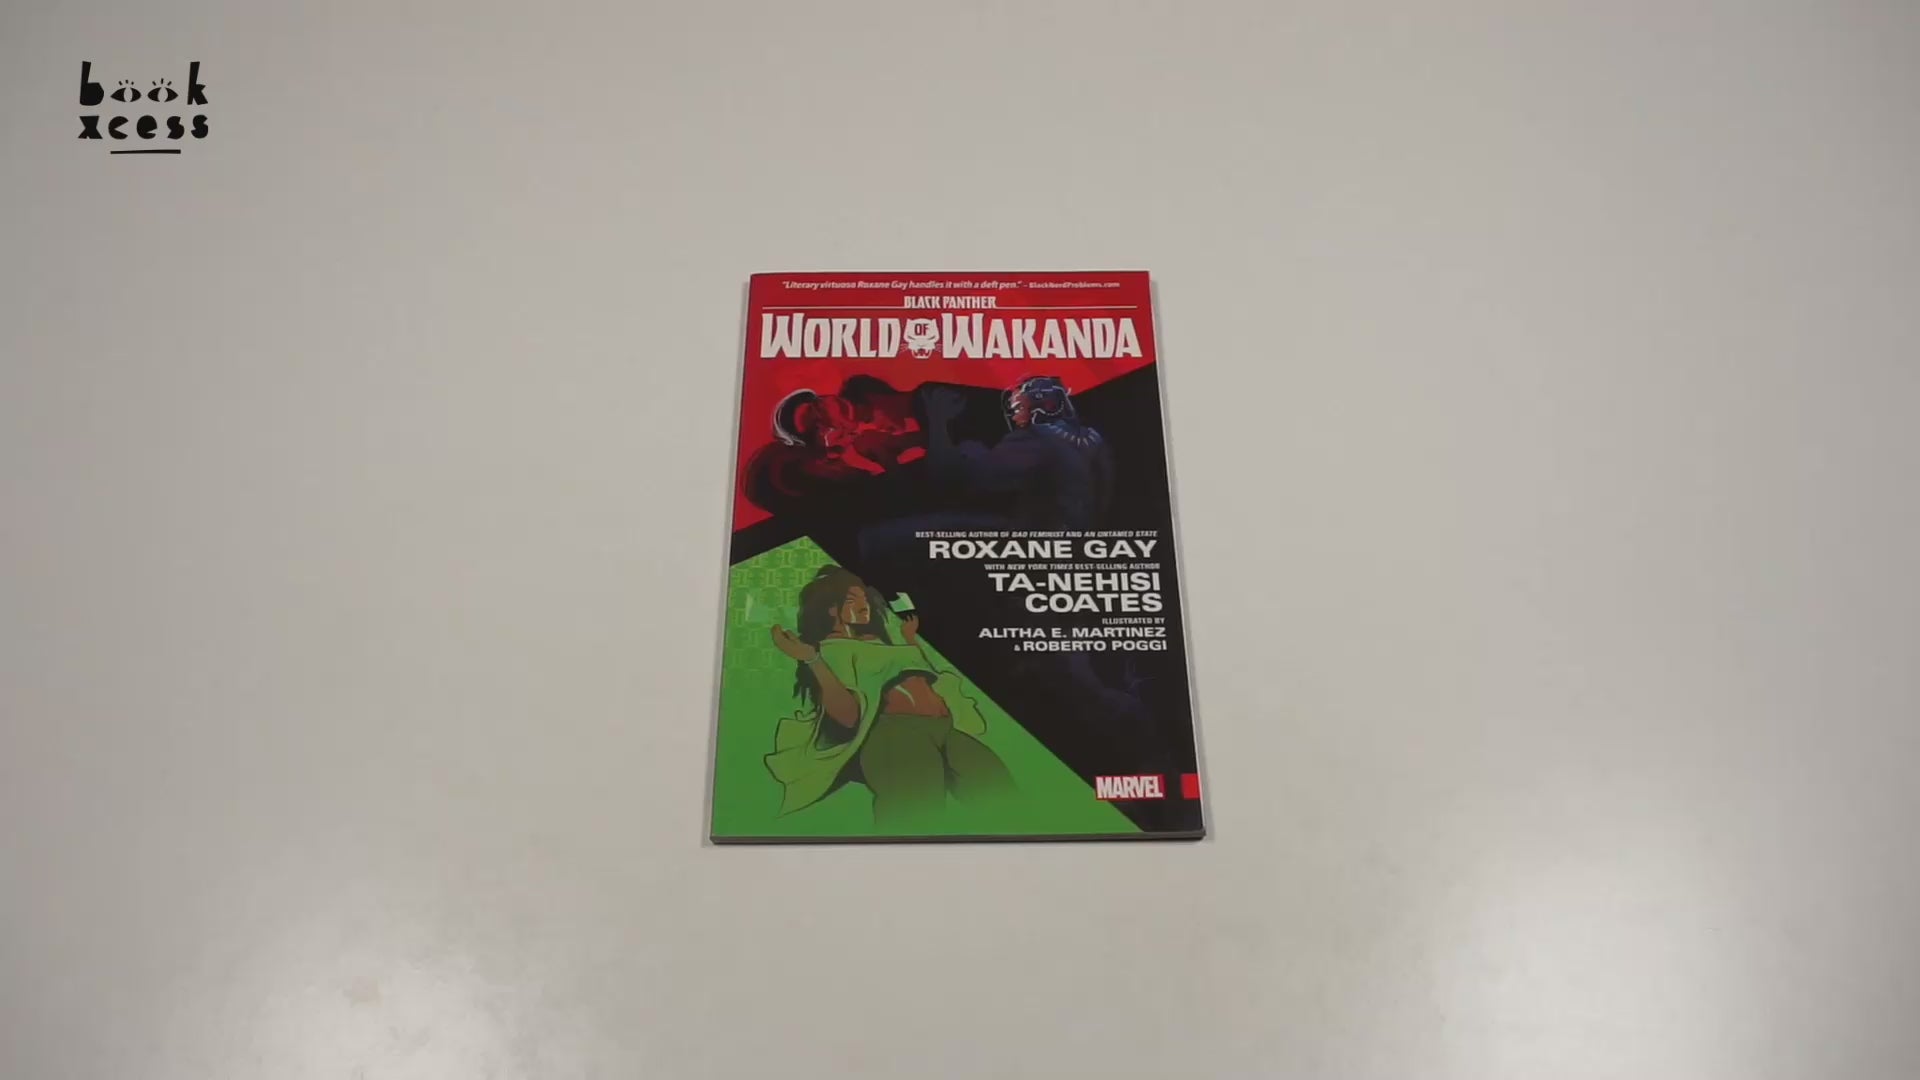 book
xcess
"Literary virtuoso Roxane Gay handles it with a deft pen." – BlackNerdProblems.com
BLACK PANTHER
WORLD OF WAKANDA
BEST-SELLING AUTHOR OF BAD FEMINIST AND AN UNTAMED STATE
ROXANE GAY
WITH NEW YORK TIMES BEST-SELLING AUTHOR
TA-NEHISI
COATES
ILLUSTRATED BY
ALITHA E. MARTINEZ
& ROBERTO POGGI
MARVEL